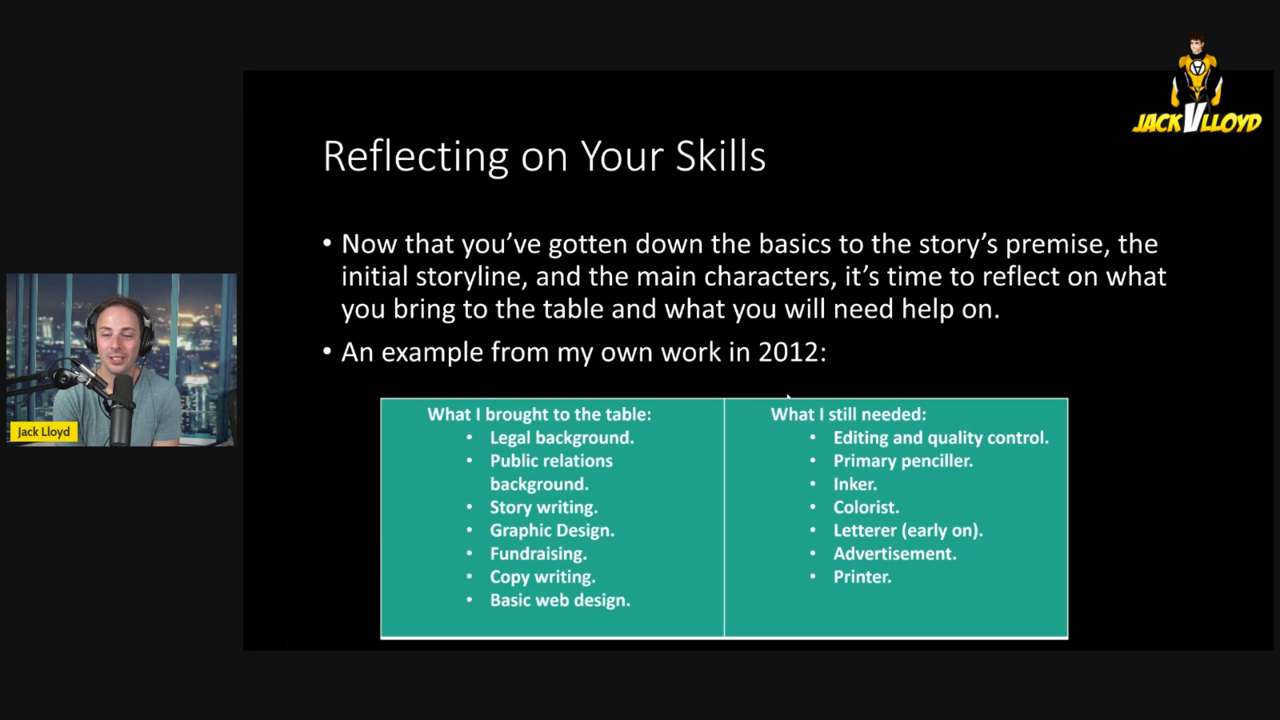 JACK V LLOYD
Reflecting on Your Skills
• Now that you've gotten down the basics to the story's premise, the
initial storyline, and the main characters, it's time to reflect on what
you bring to the table and what you will need help on.
• An example from my own work in 2012:
What I brought to the table:
• Legal background.
• Public relations
background.
• Story writing.
• Graphic Design.
• Fundraising.
• Copy writing.
• Basic web design.
What I still needed:
• Editing and quality control.
• Primary penciller.
• Inker.
• Colorist.
• Letterer (early on).
• Advertisement.
• Printer.
Jack Lloyd